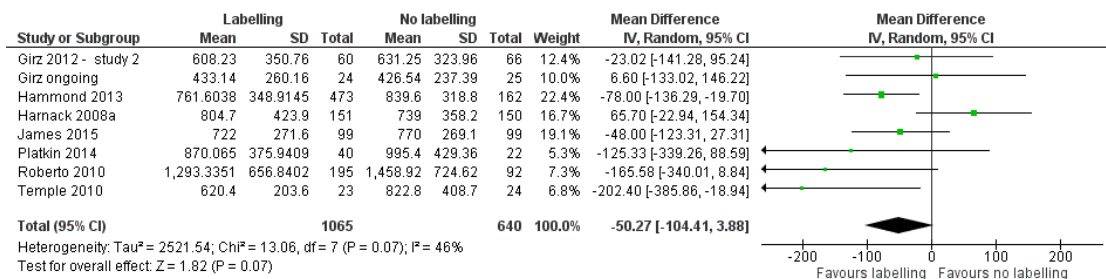 Labelling No labelling Mean Difference Mean Difference
Study or Subgroup Mean SD Total Mean SD Total Weight IV, Random, 95% CI IV, Random, 95% CI
Girz 2012 - study 2 608.23 350.76 60 631.25 323.96 66 12.4% -23.02 [-141.28, 95.24]
Girz ongoing 433.14 260.16 24 426.54 237.39 25 10.0% 6.60 [-133.02, 146.22]
Hammond 2013 761.6038 348.9145 473 839.6 318.8 162 22.4% -78.00 [-136.29, -19.70]
Harnack 2008a 804.7 423.9 151 739 358.2 150 16.7% 65.70 [-22.94, 154.34]
James 2015 722 271.6 99 770 269.1 99 19.1% -48.00 [-123.31, 27.31]
Platkin 2014 870.065 375.9409 40 995.4 429.36 22 5.3% -125.33 [-339.26, 88.59]
Roberto 2010 1,293.3351 656.8402 195 1,458.92 724.62 92 7.3% -165.58 [-340.01, 8.84]
Temple 2010 620.4 203.6 23 822.8 408.7 24 6.8% -202.40 [-385.86, -18.94]
Total (95% CI) 1065 640 100.0% -50.27 [-104.41, 3.88]
Heterogeneity: Tau² = 2521.54; Chi² = 13.06, df = 7 (P = 0.07); I² = 46%
Test for overall effect: Z = 1.82 (P = 0.07)
-200 -100 0 100 200
Favours labelling Favours no labelling